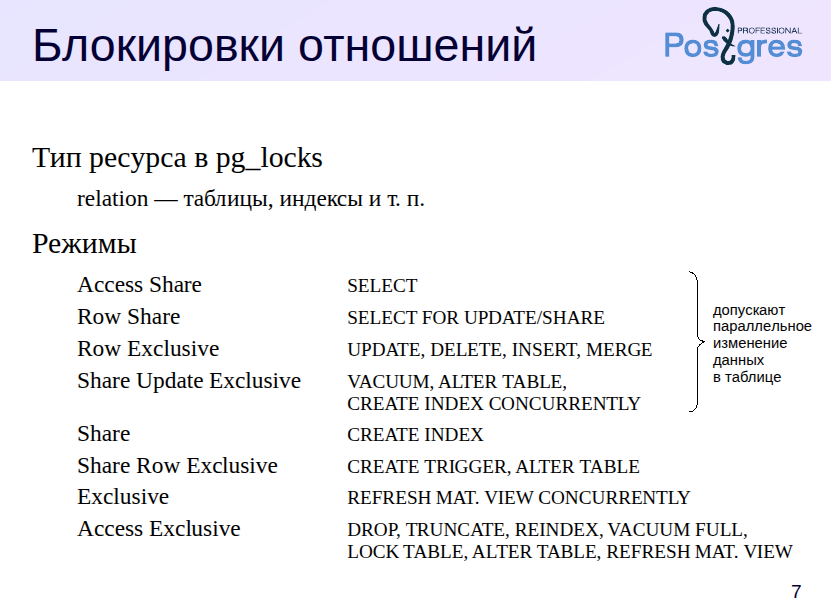 Блокировки отношений
PROFESSIONAL
Postgres
Тип ресурса в pg_locks
relation — таблицы, индексы и т. п.
Режимы
Access Share SELECT
Row Share SELECT FOR UPDATE/SHARE
Row Exclusive UPDATE, DELETE, INSERT, MERGE
Share Update Exclusive VACUUM, ALTER TABLE,
CREATE INDEX CONCURRENTLY
допускают
параллельное
изменение
данных
в таблице
Share CREATE INDEX
Share Row Exclusive CREATE TRIGGER, ALTER TABLE
Exclusive REFRESH MAT. VIEW CONCURRENTLY
Access Exclusive DROP, TRUNCATE, REINDEX, VACUUM FULL,
LOCK TABLE, ALTER TABLE, REFRESH MAT. VIEW
7